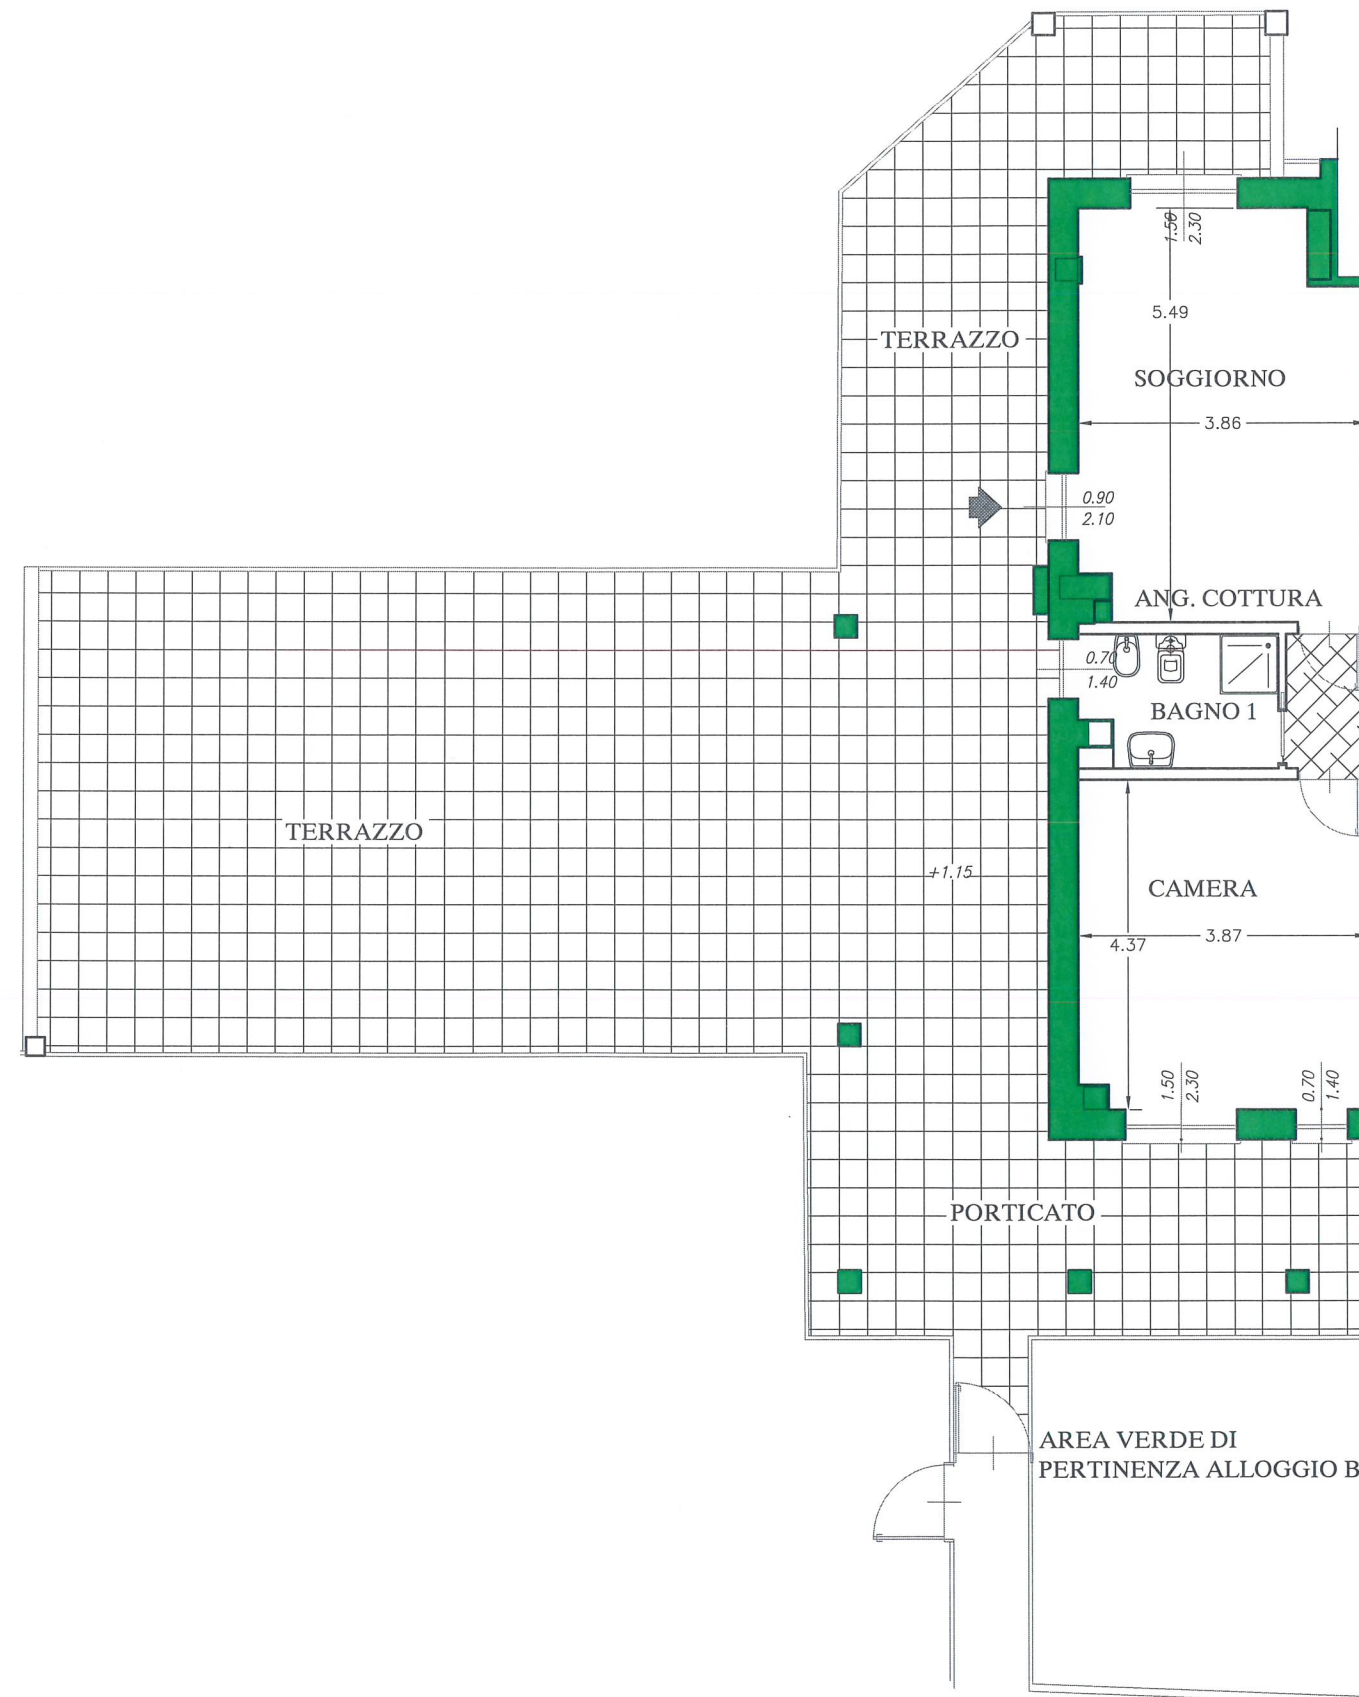 1.50
2.30
5.49
TERRAZZO
SOGGIORNO
3.86
0.90
2.10
ANG. COTTURA
0.70
1.40
BAGNO 1
TERRAZZO
+1.15
CAMERA
4.37
3.87
1.50
2.30
0.70
1.40
PORTICATO
AREA VERDE DI
PERTINENZA ALLOGGIO B